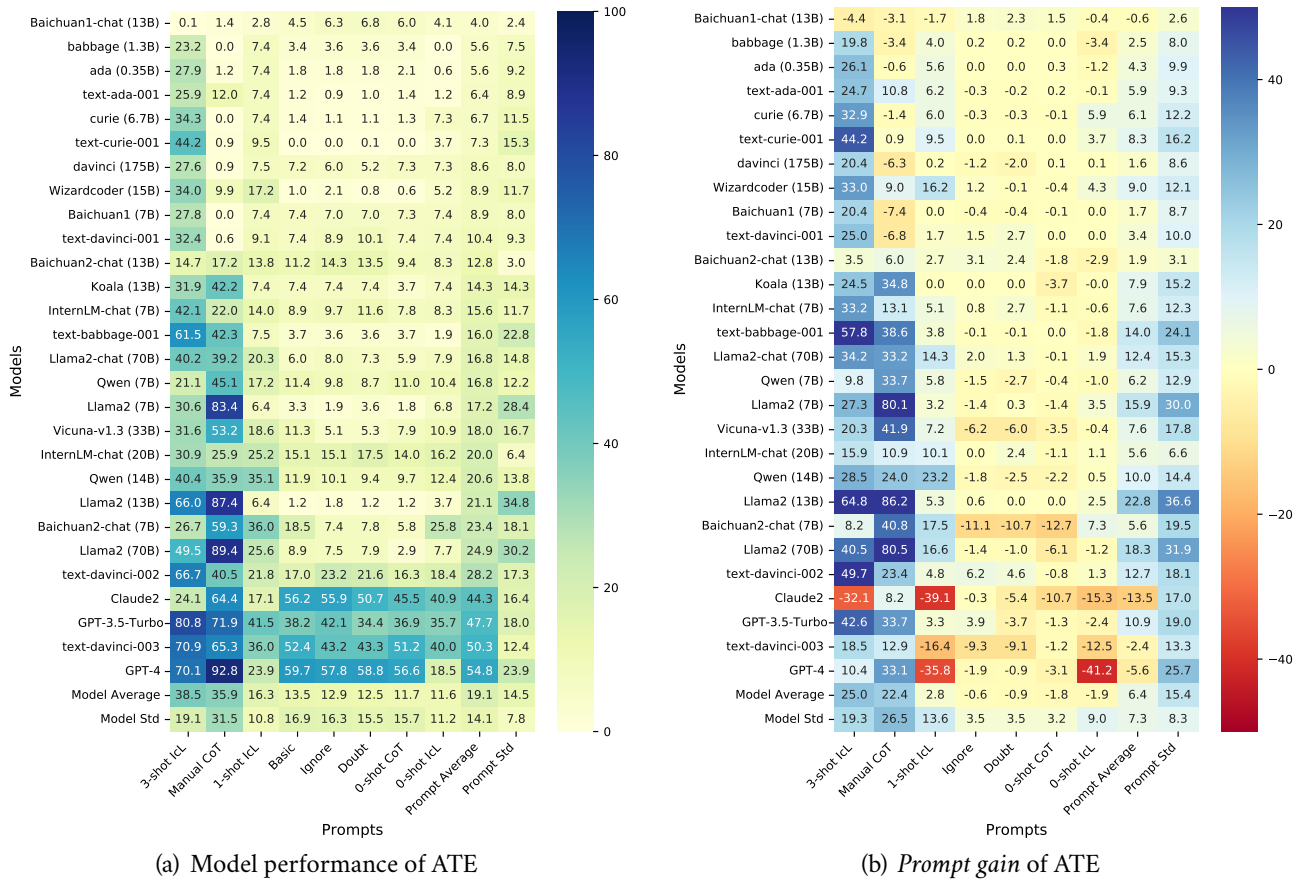 Models
Baichuan1-chat (13B) 0.1 1.4 2.8 4.5 6.3 6.8 6.0 4.1 4.0 2.4
babbage (1.3B) 23.2 0.0 7.4 3.4 3.6 3.6 3.4 0.0 5.6 7.5
ada (0.35B) 27.9 1.2 7.4 1.8 1.8 1.8 2.1 0.6 5.6 9.2
text-ada-001 25.9 12.0 7.4 1.2 0.9 1.0 1.4 1.2 6.4 8.9
curie (6.7B) 34.3 0.0 7.4 1.4 1.1 1.1 1.3 7.3 6.7 11.5
text-curie-001 44.2 0.9 9.5 0.0 0.0 0.1 0.0 3.7 7.3 15.3
davinci (175B) 27.6 0.9 7.5 7.2 6.0 5.2 7.3 7.3 8.6 8.0
Wizardcoder (15B) 34.0 9.9 17.2 1.0 2.1 0.8 0.6 5.2 8.9 11.7
Baichuan1 (7B) 27.8 0.0 7.4 7.4 7.0 7.0 7.3 7.4 8.9 8.0
text-davinci-001 32.4 0.6 9.1 7.4 8.9 10.1 7.4 7.4 10.4 9.3
Baichuan2-chat (13B) 14.7 17.2 13.8 11.2 14.3 13.5 9.4 8.3 12.8 3.0
Koala (13B) 31.9 42.2 7.4 7.4 7.4 7.4 3.7 7.4 14.3 14.3
InternLM-chat (7B) 42.1 22.0 14.0 8.9 9.7 11.6 7.8 8.3 15.6 11.7
text-babbage-001 61.5 42.3 7.5 3.7 3.6 3.6 3.7 1.9 16.0 22.8
Llama2-chat (70B) 40.2 39.2 20.3 6.0 8.0 7.3 5.9 7.9 16.8 14.8
Qwen (7B) 21.1 45.1 17.2 11.4 9.8 8.7 11.0 10.4 16.8 12.2
Llama2 (7B) 30.6 83.4 6.4 3.3 1.9 3.6 1.8 6.8 17.2 28.4
Vicuna-v1.3 (33B) 31.6 53.2 18.6 11.3 5.1 5.3 7.9 10.9 18.0 16.7
InternLM-chat (20B) 30.9 25.9 25.2 15.1 15.1 17.5 14.0 16.2 20.0 6.4
Qwen (14B) 40.4 35.9 35.1 11.9 10.1 9.4 9.7 12.4 20.6 13.8
Llama2 (13B) 66.0 87.4 6.4 1.2 1.8 1.2 1.2 3.7 21.1 34.8
Baichuan2-chat (7B) 26.7 59.3 36.0 18.5 7.4 7.8 5.8 25.8 23.4 18.1
Llama2 (70B) 49.5 89.4 25.6 8.9 7.5 7.9 2.9 7.7 24.9 30.2
text-davinci-002 66.7 40.5 21.8 17.0 23.2 21.6 16.3 18.4 28.2 17.3
Claude2 24.1 64.4 17.1 56.2 55.9 50.7 45.5 40.9 44.3 16.4
GPT-3.5-Turbo 80.8 71.9 41.5 38.2 42.1 34.4 36.9 35.7 47.7 18.0
text-davinci-003 70.9 65.3 36.0 52.4 43.2 43.3 51.2 40.0 50.3 12.4
GPT-4 70.1 92.8 23.9 59.7 57.8 58.8 56.6 18.5 54.8 23.9
Model Average 38.5 35.9 16.3 13.5 12.9 12.5 11.7 11.6 19.1 14.5
Model Std 19.1 31.5 10.8 16.9 16.3 15.5 15.7 11.2 14.1 7.8
3-shot IcL Manual CoT 1-shot IcL Basic Ignore Doubt 0-shot CoT 0-shot IcL Prompt Average Prompt Std
Prompts
100
80
60
40
20
0
(a) Model performance of ATE
Models
Baichuan1-chat (13B) -4.4 -3.1 -1.7 1.8 2.3 1.5 -0.4 -0.6 2.6
babbage (1.3B) 19.8 -3.4 4.0 0.2 0.2 0.0 -3.4 2.5 8.0
ada (0.35B) 26.1 -0.6 5.6 0.0 0.0 0.3 -1.2 4.3 9.9
text-ada-001 24.7 10.8 6.2 -0.3 -0.2 0.2 -0.1 5.9 9.3
curie (6.7B) 32.9 -1.4 6.0 -0.3 -0.3 -0.1 5.9 6.1 12.2
text-curie-001 44.2 0.9 9.5 0.0 0.1 0.0 3.7 8.3 16.2
davinci (175B) 20.4 -6.3 0.2 -1.2 -2.0 0.1 0.1 1.6 8.6
Wizardcoder (15B) 33.0 9.0 16.2 1.2 -0.1 -0.4 4.3 9.0 12.1
Baichuan1 (7B) 20.4 -7.4 0.0 -0.4 -0.4 -0.1 0.0 1.7 8.7
text-davinci-001 25.0 -6.8 1.7 1.5 2.7 0.0 0.0 3.4 10.0
Baichuan2-chat (13B) 3.5 6.0 2.7 3.1 2.4 -1.8 -2.9 1.9 3.1
Koala (13B) 24.5 34.8 0.0 0.0 0.0 -3.7 -0.0 7.9 15.2
InternLM-chat (7B) 33.2 13.1 5.1 0.8 2.7 -1.1 -0.6 7.6 12.3
text-babbage-001 57.8 38.6 3.8 -0.1 -0.1 0.0 -1.8 14.0 24.1
Llama2-chat (70B) 34.2 33.2 14.3 2.0 1.3 -0.1 1.9 12.4 15.3
Qwen (7B) 9.8 33.7 5.8 -1.5 -2.7 -0.4 -1.0 6.2 12.9
Llama2 (7B) 27.3 80.1 3.2 -1.4 0.3 -1.4 3.5 15.9 30.0
Vicuna-v1.3 (33B) 20.3 41.9 7.2 -6.2 -6.0 -3.5 -0.4 7.6 17.8
InternLM-chat (20B) 15.9 10.9 10.1 0.0 2.4 -1.1 1.1 5.6 6.6
Qwen (14B) 28.5 24.0 23.2 -1.8 -2.5 -2.2 0.5 10.0 14.4
Llama2 (13B) 64.8 86.2 5.3 0.6 0.0 0.0 2.5 22.8 36.6
Baichuan2-chat (7B) 8.2 40.8 17.5 -11.1 -10.7 -12.7 7.3 5.6 19.5
Llama2 (70B) 40.5 80.5 16.6 -1.4 -1.0 -6.1 -1.2 18.3 31.9
text-davinci-002 49.7 23.4 4.8 6.2 4.6 -0.8 1.3 12.7 18.1
Claude2 -32.1 8.2 -39.1 -0.3 -5.4 -10.7 -15.3 -13.5 17.0
GPT-3.5-Turbo 42.6 33.7 3.3 3.9 -3.7 -1.3 -2.4 10.9 19.0
text-davinci-003 18.5 12.9 -16.4 -9.3 -9.1 -1.2 -12.5 -2.4 13.3
GPT-4 10.4 33.1 -35.8 -1.9 -0.9 -3.1 -41.2 -5.6 25.7
Model Average 25.0 22.4 2.8 -0.6 -0.9 -1.8 -1.9 6.4 15.4
Model Std 19.3 26.5 13.6 3.5 3.5 3.2 9.0 7.3 8.3
3-shot IcL Manual CoT 1-shot IcL Ignore Doubt 0-shot CoT 0-shot IcL Prompt Average Prompt Std
Prompts
40
20
0
−20
−40
(b) Prompt gain of ATE